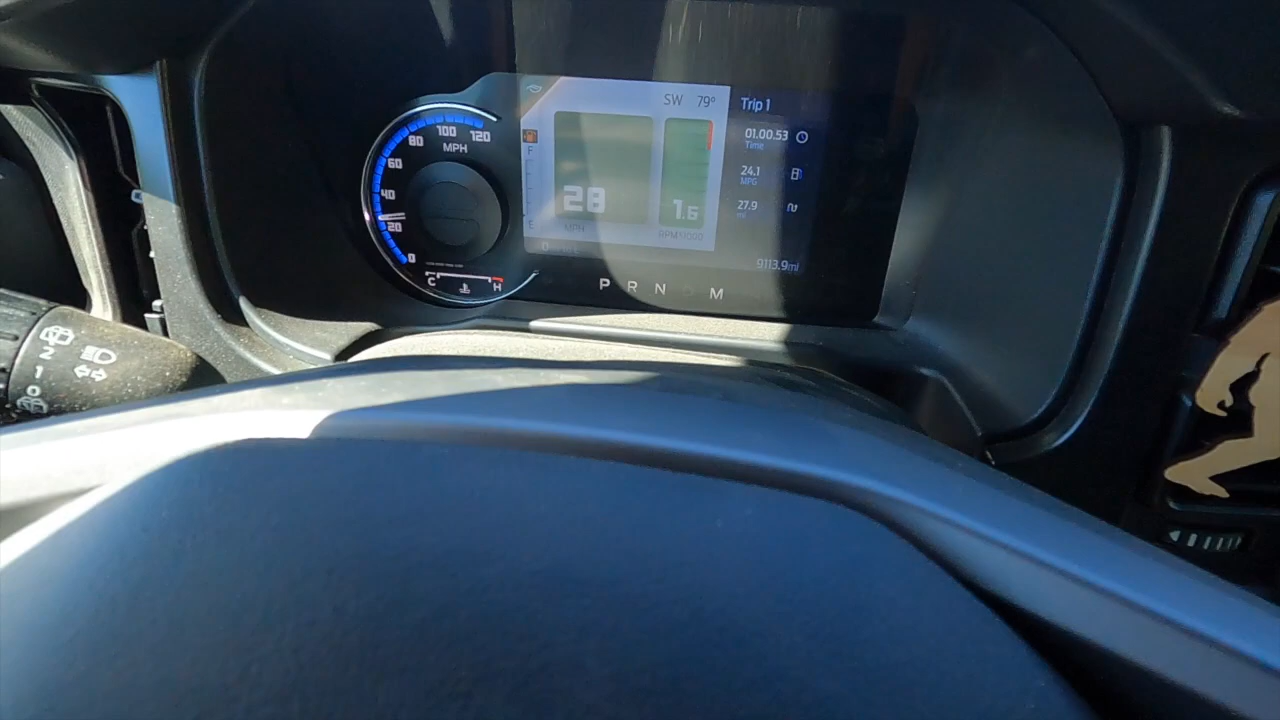 SW 79°
Trip 1
01.00.53
Time
24.1
MPG
27.9
mi
9113.9mi
0
20
40
60
80
100
120
MPH
C
H
F
E
28
MPH
1.6
RPMx1000
P R N M
2
1
0